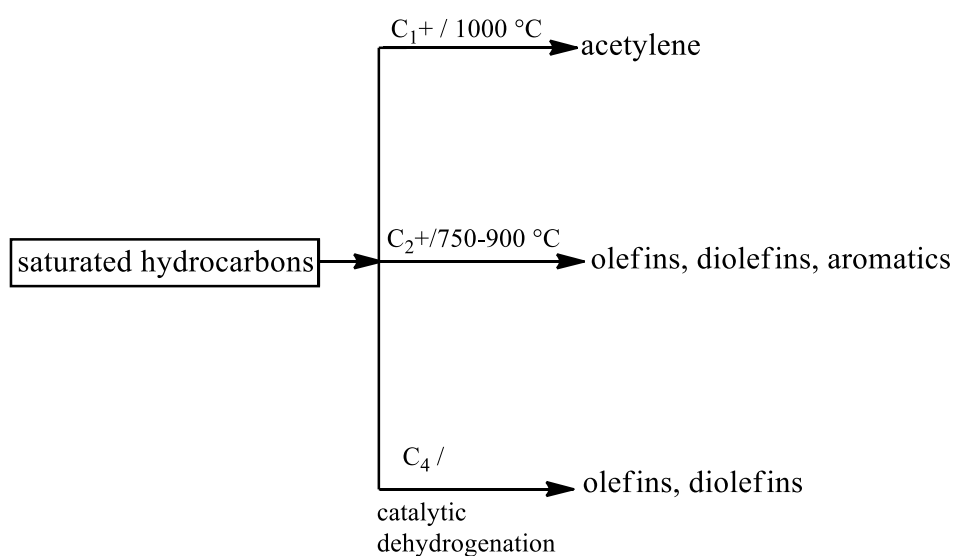 C₁+ / 1000 °C
acetylene
saturated hydrocarbons
C₂+/750-900 °C
olefins, diolefins, aromatics
C₄ /
olefins, diolefins
catalytic
dehydrogenation